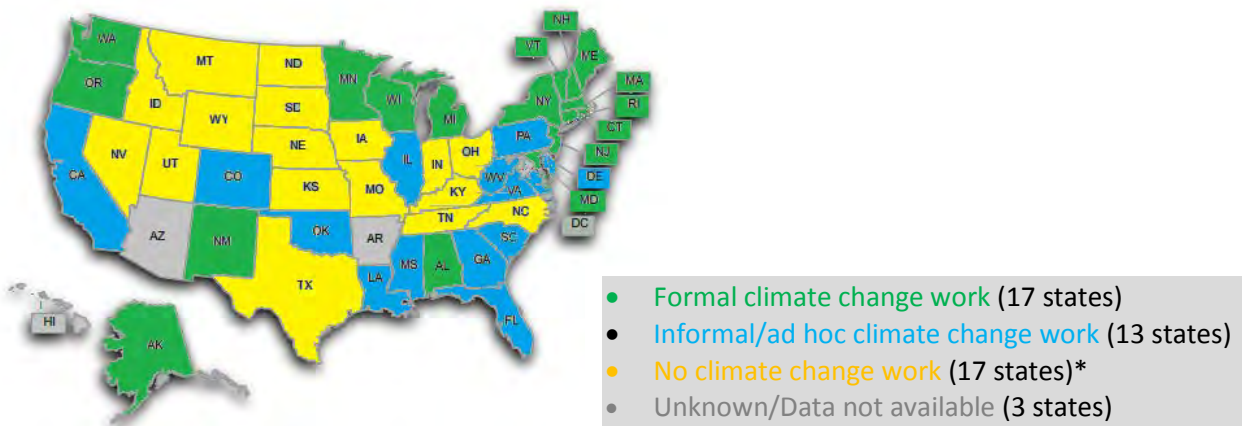 NH
WA
VT
ME
MT
ND
MN
MA
OR
ID
SD
WI
MI
NY
RI
WY
CT
IA
PA
NE
NJ
NV
IL
IN
OH
UT
CO
DE
CA
WV
KS
MO
VA
KY
MD
NC
TN
DC
AZ
NM
OK
AR
SC
MS
AL
GA
TX
LA
FL
HI
AK
• Formal climate change work (17 states)
• Informal/ad hoc climate change work (13 states)
• No climate change work (17 states)*
• Unknown/Data not available (3 states)